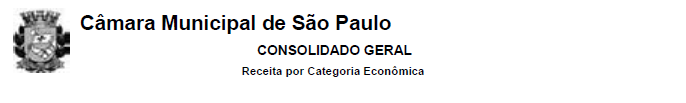 Câmara Municipal de São Paulo
CONSOLIDADO GERAL
Receita por Categoria Econômica